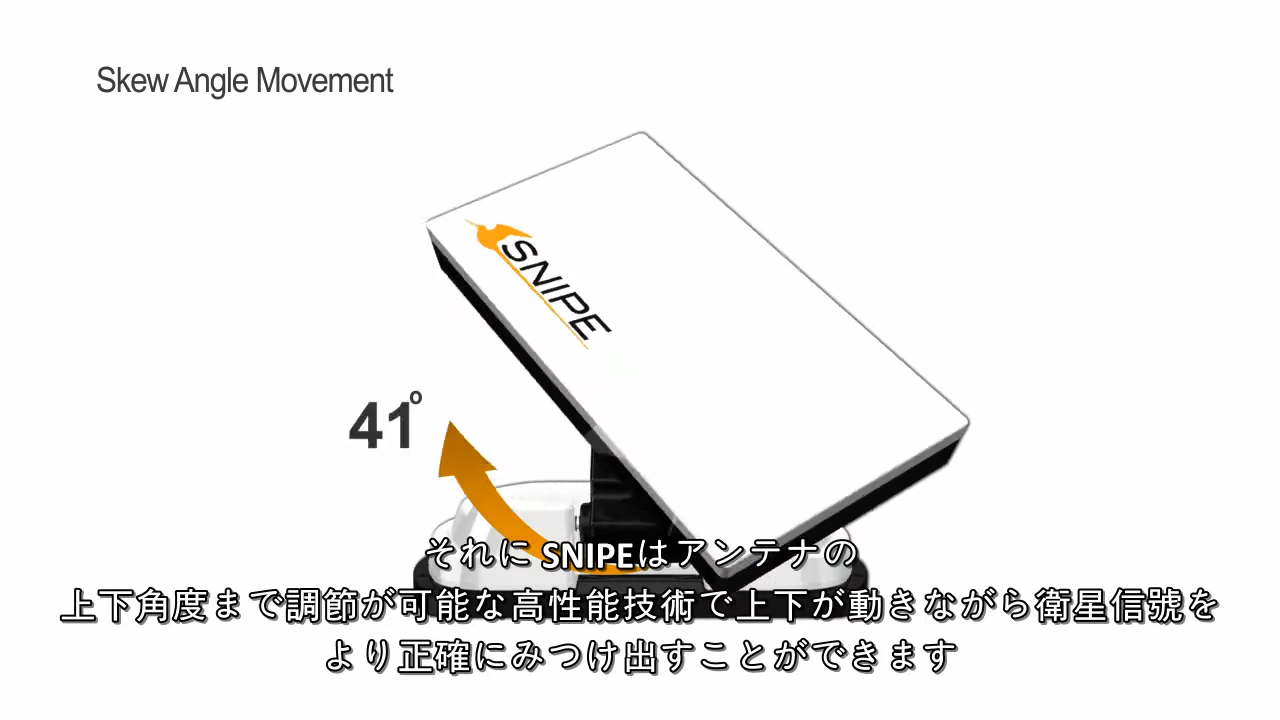 Skew Angle Movement
SNIPE
41°
それに SNIPEはアンテナの
上下角度まで調節が可能な高性能技術で上下が動きながら衛星信號を
より正確にみつけ出すことができます